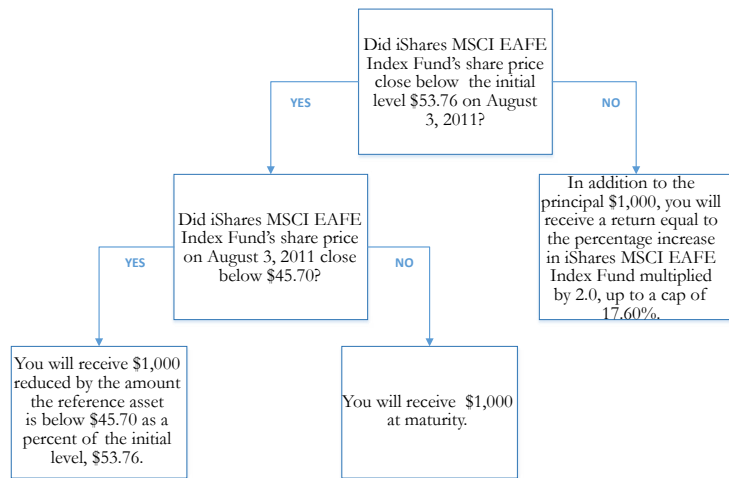 Did iShares MSCI EAFE
Index Fund's share price
close below the initial
level $53.76 on August
3, 2011?
YES
NO
Did iShares MSCI EAFE
Index Fund's share price
on August 3, 2011 close
below $45.70?
In addition to the
principal $1,000, you will
receive a return equal to
the percentage increase
in iShares MSCI EAFE
Index Fund multiplied
by 2.0, up to a cap of
17.60%.
YES
NO
You will receive $1,000
reduced by the amount
the reference asset
is below $45.70 as a
percent of the initial
level, $53.76.
You will receive $1,000
at maturity.